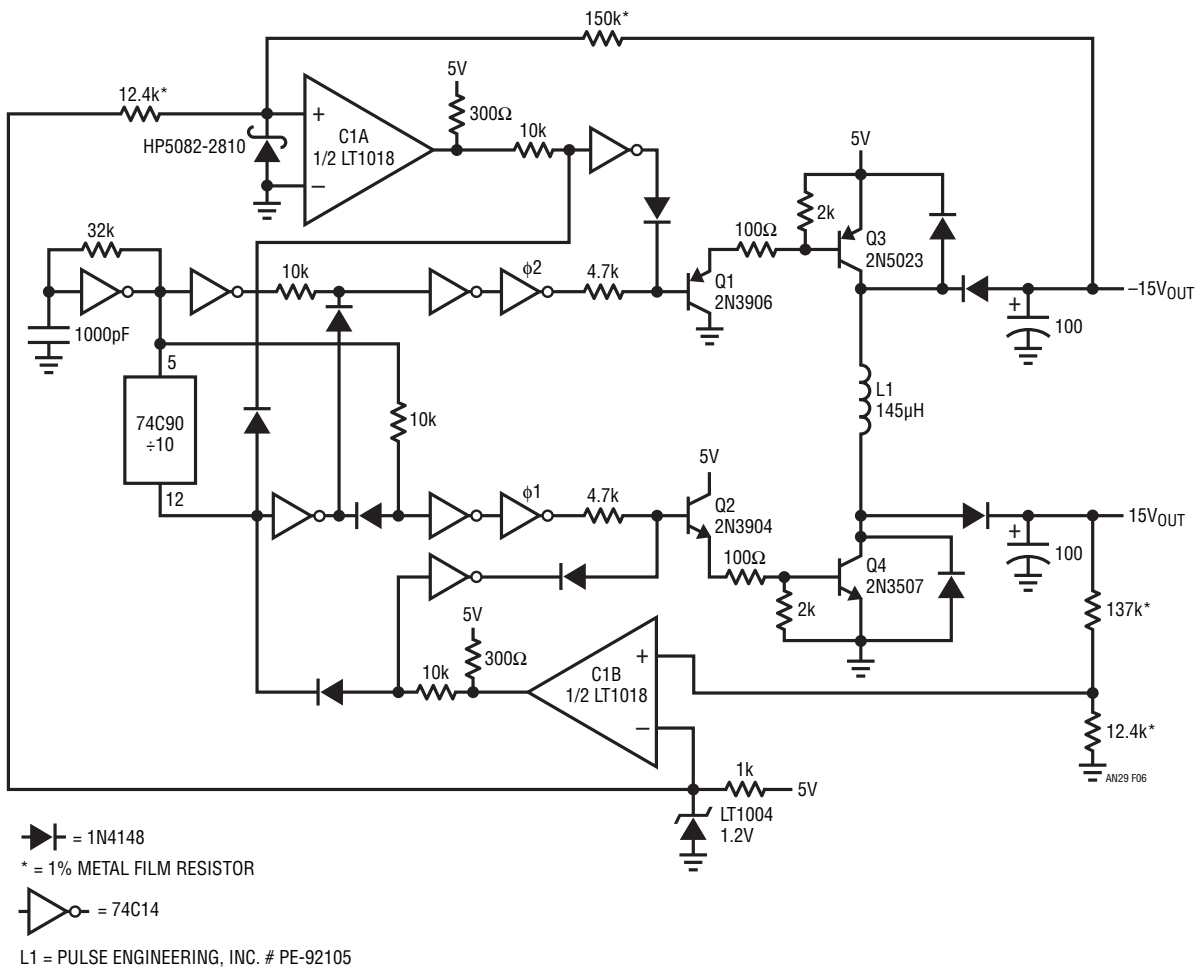 150k*
12.4k*
5V
300Ω
HP5082-2810
+
C1A
1/2 LT1018
–
10k
5V
2k
100Ω
Q3
2N5023
32k
10k
ϕ2
4.7k
Q1
2N3906
–15VOUT
+
100
1000pF
5
74C90
÷10
12
10k
L1
145µH
5V
ϕ1
4.7k
Q2
2N3904
15VOUT
+
100
100Ω
Q4
2N3507
2k
137k*
5V
300Ω
10k
C1B
1/2 LT1018
+
–
12.4k*
AN29 F06
1k
5V
LT1004
1.2V
= 1N4148
* = 1% METAL FILM RESISTOR
= 74C14
L1 = PULSE ENGINEERING, INC. # PE-92105